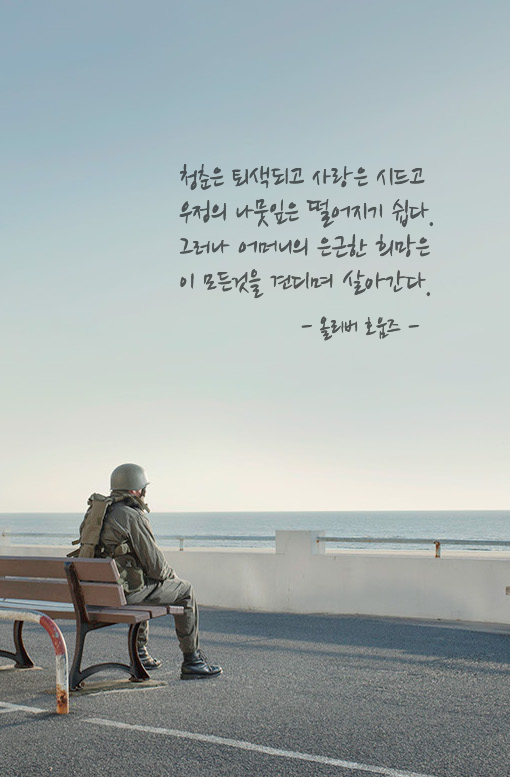 청춘은 퇴색되고 사랑은 시드고
우정의 나뭇잎은 떨어지기 쉽다.
그러나 어머니의 은근한 희망은
이 모든것을 견디며 살아간다.
- 올리버 호움즈 -